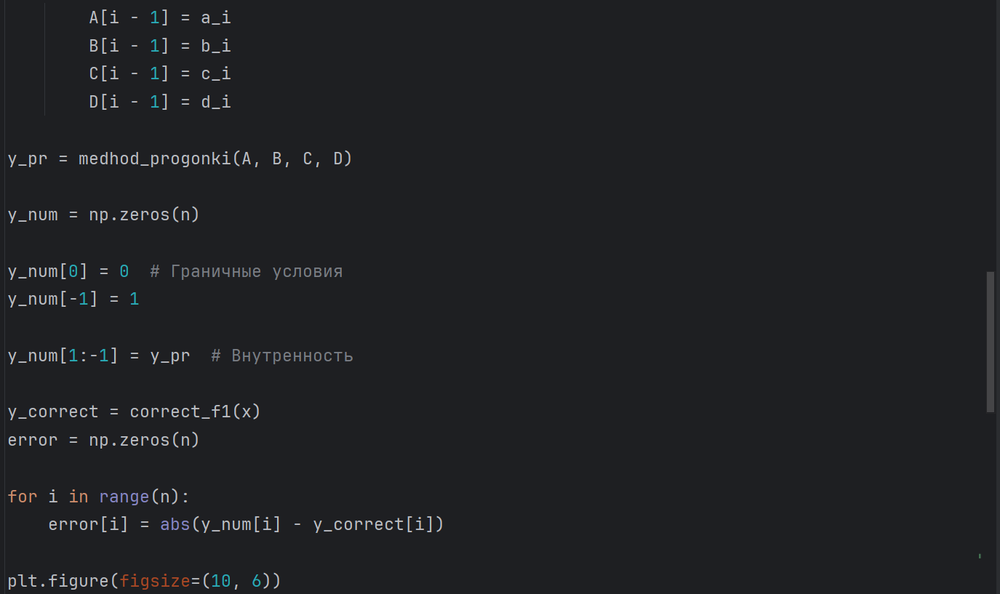 A[i - 1] = a_i
B[i - 1] = b_i
C[i - 1] = c_i
D[i - 1] = d_i
y_pr = medhod_progonki(A, B, C, D)
y_num = np.zeros(n)
y_num[0] = 0  # Граничные условия
y_num[-1] = 1
y_num[1:-1] = y_pr  # Внутренность
y_correct = correct_f1(x)
error = np.zeros(n)
for i in range(n):
    error[i] = abs(y_num[i] - y_correct[i])
plt.figure(figsize=(10, 6))